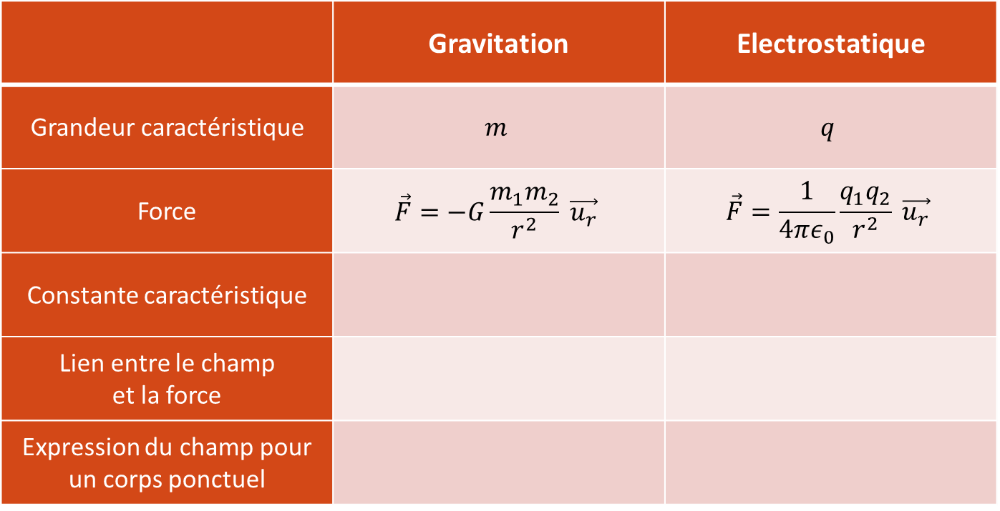 Gravitation Electrostatique
Grandeur caractéristique m q
Force $\vec{F} = -G \frac{m_1 m_2}{r^2} \overrightarrow{u_r}$ $\vec{F} = \frac{1}{4\pi\epsilon_0} \frac{q_1 q_2}{r^2} \overrightarrow{u_r}$
Constante caractéristique
Lien entre le champ
et la force
Expression du champ pour
un corps ponctuel